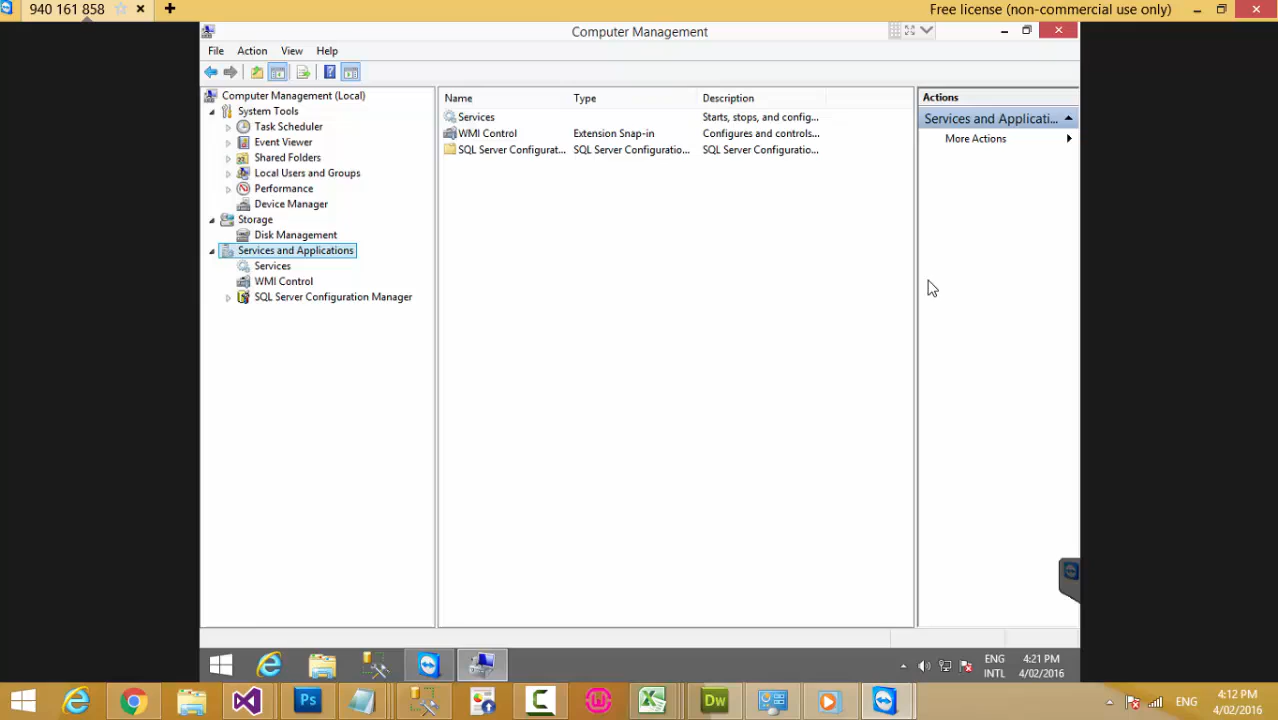 940 161 858
Free license (non-commercial use only)
Computer Management
File Action View Help
Computer Management (Local)
System Tools
Task Scheduler
Event Viewer
Shared Folders
Local Users and Groups
Performance
Device Manager
Storage
Disk Management
Services and Applications
Services
WMI Control
SQL Server Configuration Manager
Name Type Description
Services Starts, stops, and config...
WMI Control Extension Snap-in Configures and controls...
SQL Server Configurat... SQL Server Configuratio... SQL Server Configuratio...
Actions
Services and Applicati...
More Actions
ENG
INTL
4:21 PM
4/02/2016
Ps
Dw
ENG
4:12 PM
4/02/2016